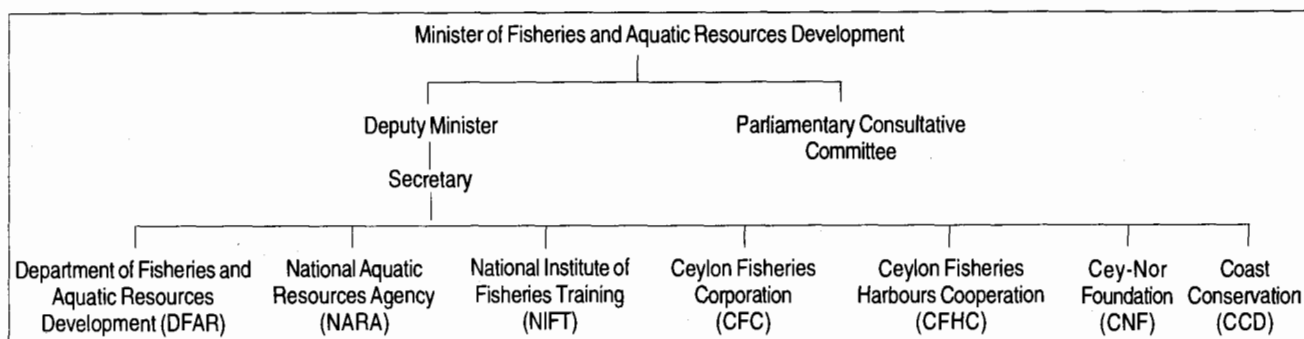 Minister of Fisheries and Aquatic Resources Development
Deputy Minister
Parliamentary Consultative
Committee
Secretary
Department of Fisheries and
Aquatic Resources
Development (DFAR)
National Aquatic
Resources Agency
(NARA)
National Institute of
Fisheries Training
(NIFT)
Ceylon Fisheries
Corporation
(CFC)
Ceylon Fisheries
Harbours Cooperation
(CFHC)
Cey-Nor
Foundation
(CNF)
Coast
Conservation
(CCD)